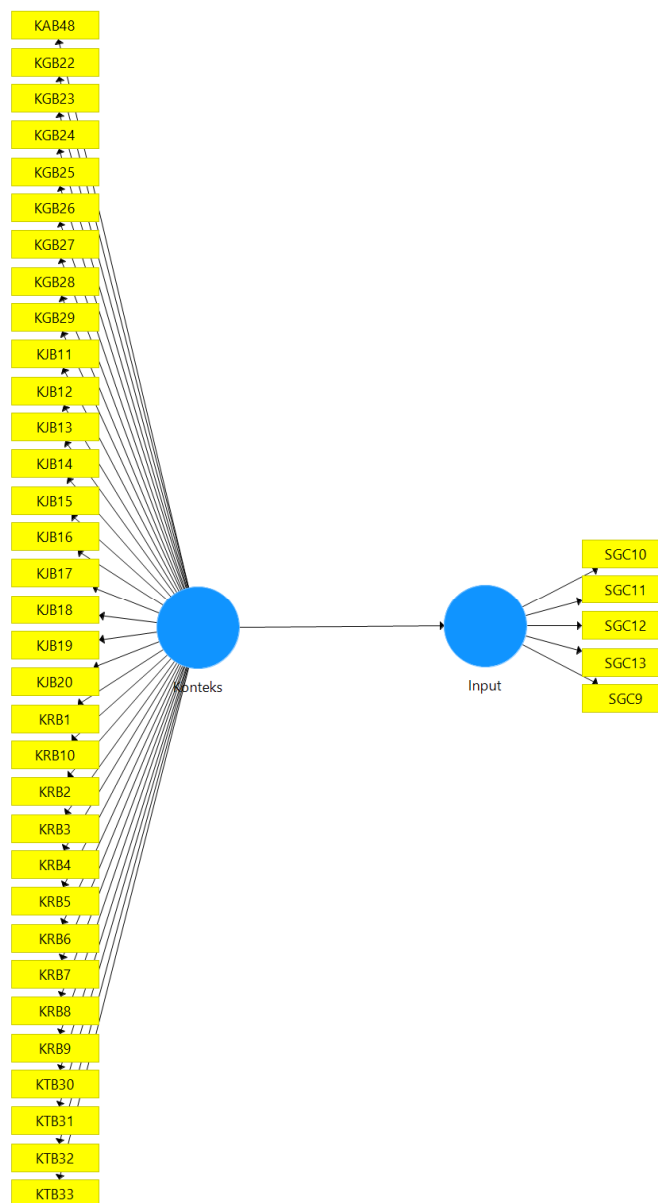 KAB48
KGB22
KGB23
KGB24
KGB25
KGB26
KGB27
KGB28
KGB29
KJB11
KJB12
KJB13
KJB14
KJB15
KJB16
KJB17
KJB18
KJB19
KJB20
KRB1
KRB10
KRB2
KRB3
KRB4
KRB5
KRB6
KRB7
KRB8
KRB9
KTB30
KTB31
KTB32
KTB33
Konteks
Input
SGC10
SGC11
SGC12
SGC13
SGC9